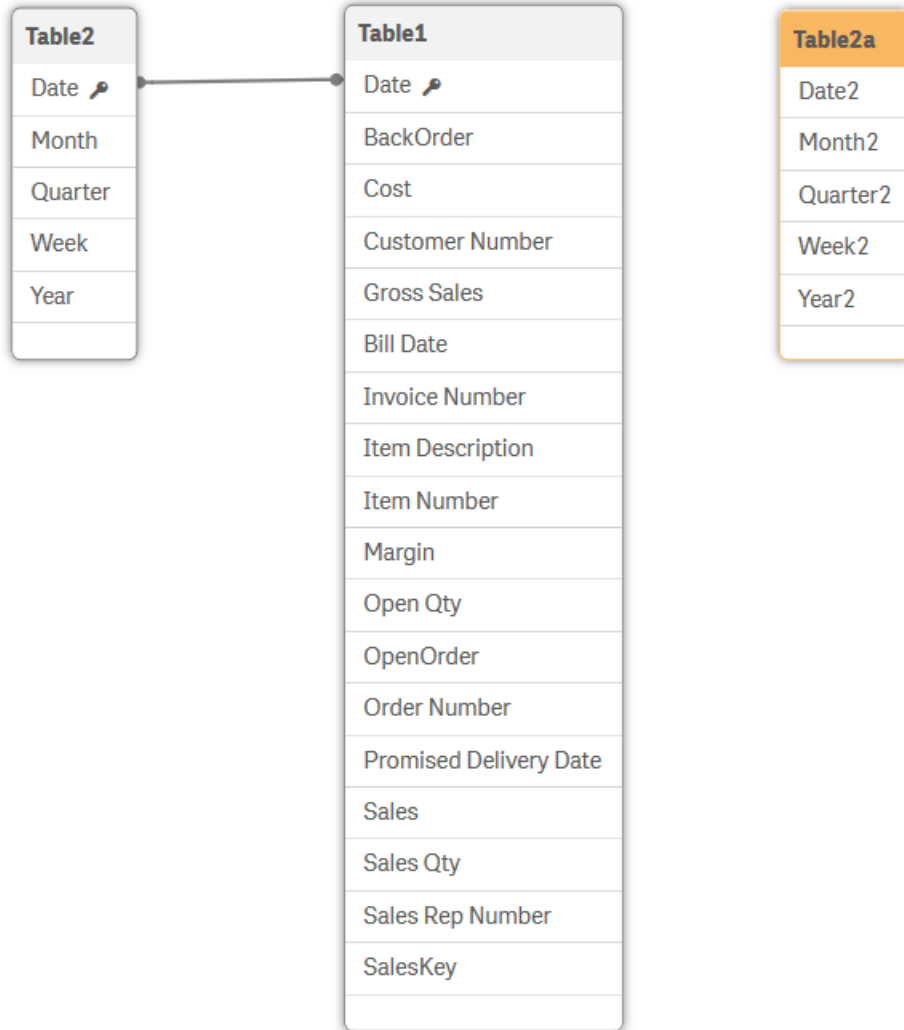 Table2
Date
Month
Quarter
Week
Year
Table1
Date
BackOrder
Cost
Customer Number
Gross Sales
Bill Date
Invoice Number
Item Description
Item Number
Margin
Open Qty
OpenOrder
Order Number
Promised Delivery Date
Sales
Sales Qty
Sales Rep Number
SalesKey
Table2a
Date2
Month2
Quarter2
Week2
Year2